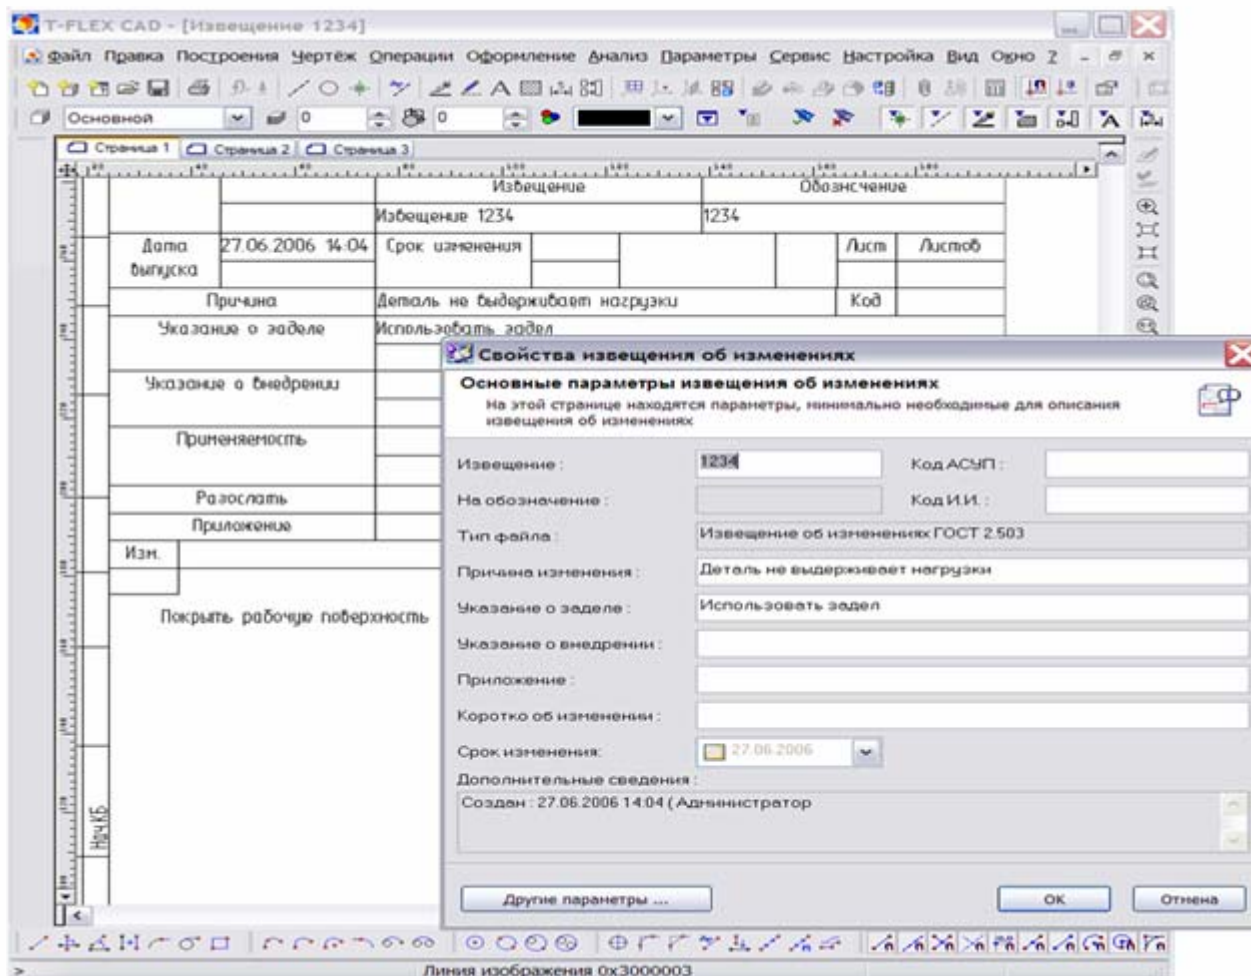 T-FLEX CAD - [Извещение 1234]
Файл Правка Построения Чертёж Операции Оформление Анализ Параметры Сервис Настройка Вид Окно ?
Основной 0 0
Страница 1 Страница 2 Страница 3
Извещение Обознсчение
Извещение 1234 1234
Дата выпуска 27.06.2006 14:04 Срок изменения Лист Листов
Причина Деталь не выдерживает нагрузки Код
Указание о заделе Использовать задел
Указание о внедрении
Применяемость
Разослать
Приложение
Изм.
Покрыть рабочую поверхность
Нач.КБ
Свойства извещения об изменениях
Основные параметры извещения об изменениях
На этой странице находятся параметры, минимально необходимые для описания
извещения об изменениях
Извещение : 1234 Код АСУП :
На обозначение : Код И.И. :
Тип файла : Извещение об изменениях ГОСТ 2.503
Причина изменения : Деталь не выдерживает нагрузки
Указание о заделе : Использовать задел
Указание о внедрении :
Приложение :
Коротко об изменении :
Срок изменения: 27.06.2006
Дополнительные сведения :
Создан : 27.06.2006 14:04 ( Администратор
Другие параметры ... ОК Отмена
> Линия изображения 0x3000003